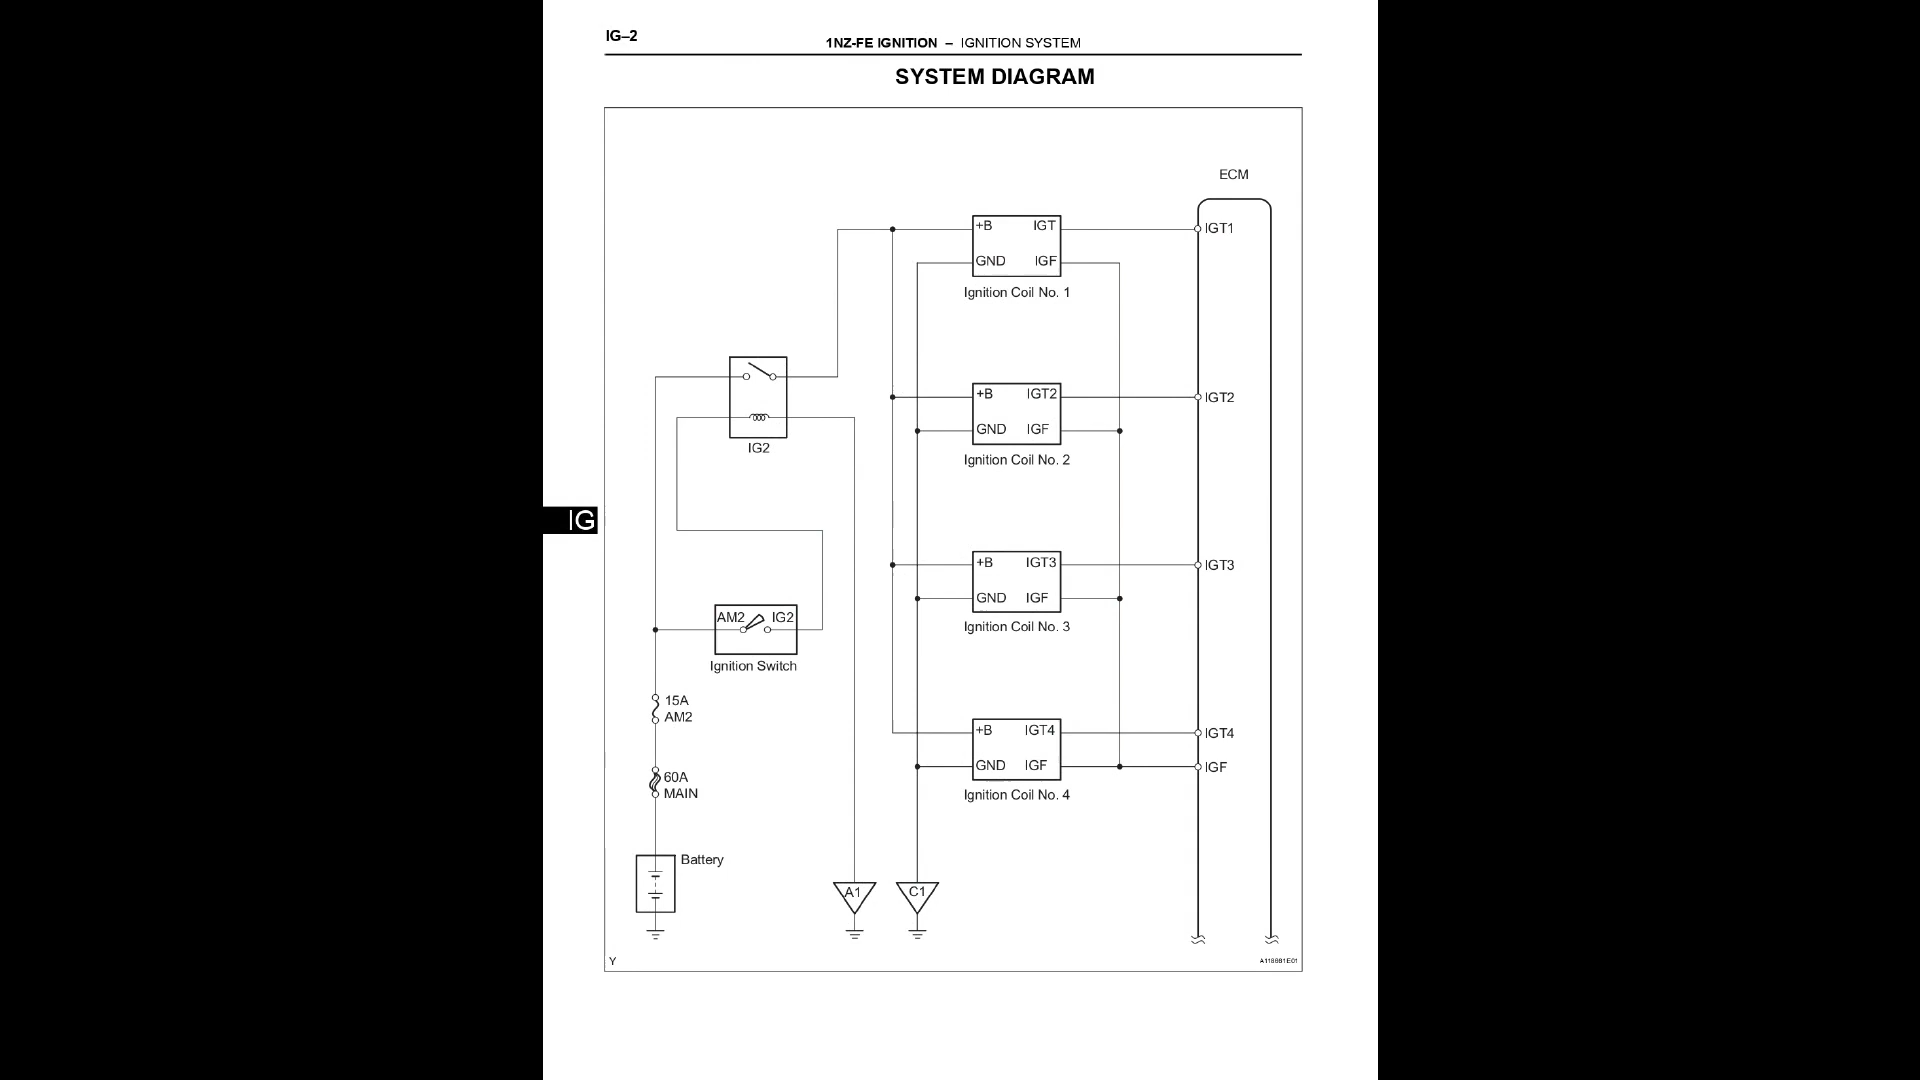 IG–2
1NZ-FE IGNITION – IGNITION SYSTEM
SYSTEM DIAGRAM
ECM
+B IGT
IGT1
GND IGF
Ignition Coil No. 1
+B IGT2
IGT2
GND IGF
IG2
Ignition Coil No. 2
IG
+B IGT3
IGT3
GND IGF
AM2 IG2
Ignition Coil No. 3
Ignition Switch
15A
AM2
+B IGT4
IGT4
GND IGF
IGF
60A
MAIN
Ignition Coil No. 4
Battery
A1
C1
Y
A118681E01